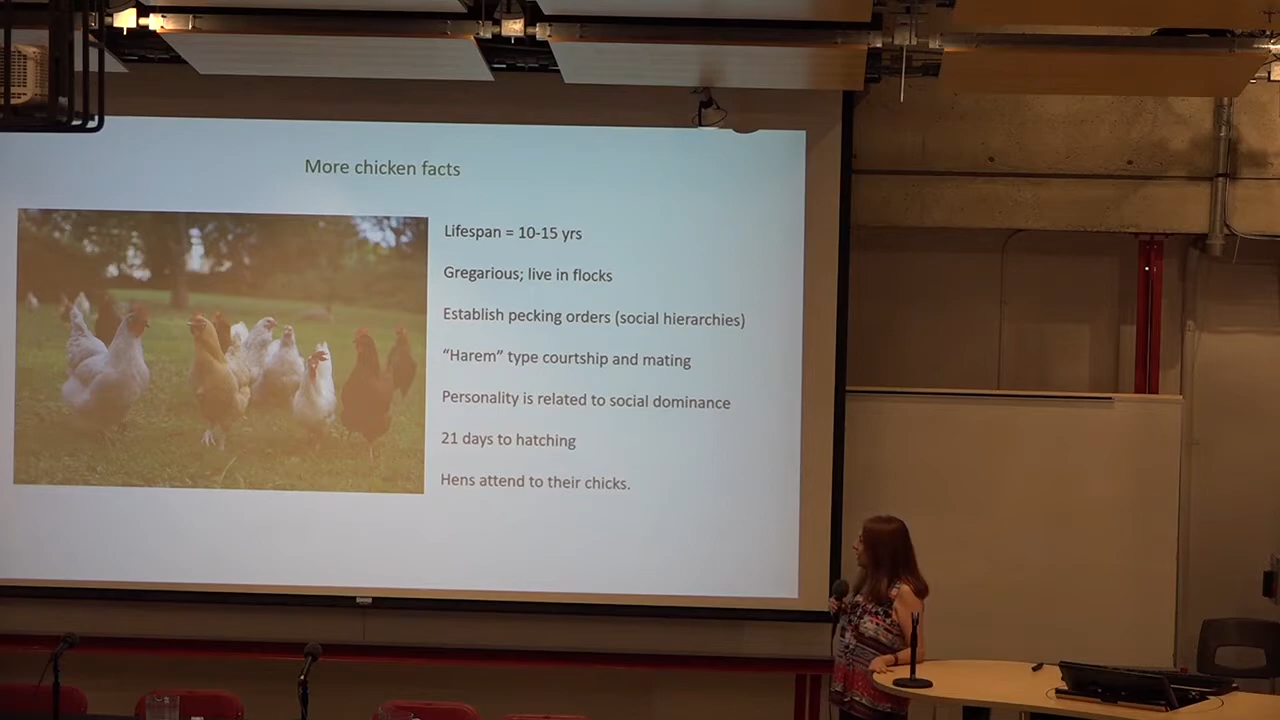 More chicken facts
Lifespan = 10-15 yrs
Gregarious; live in flocks
Establish pecking orders (social hierarchies)
“Harem” type courtship and mating
Personality is related to social dominance
21 days to hatching
Hens attend to their chicks.